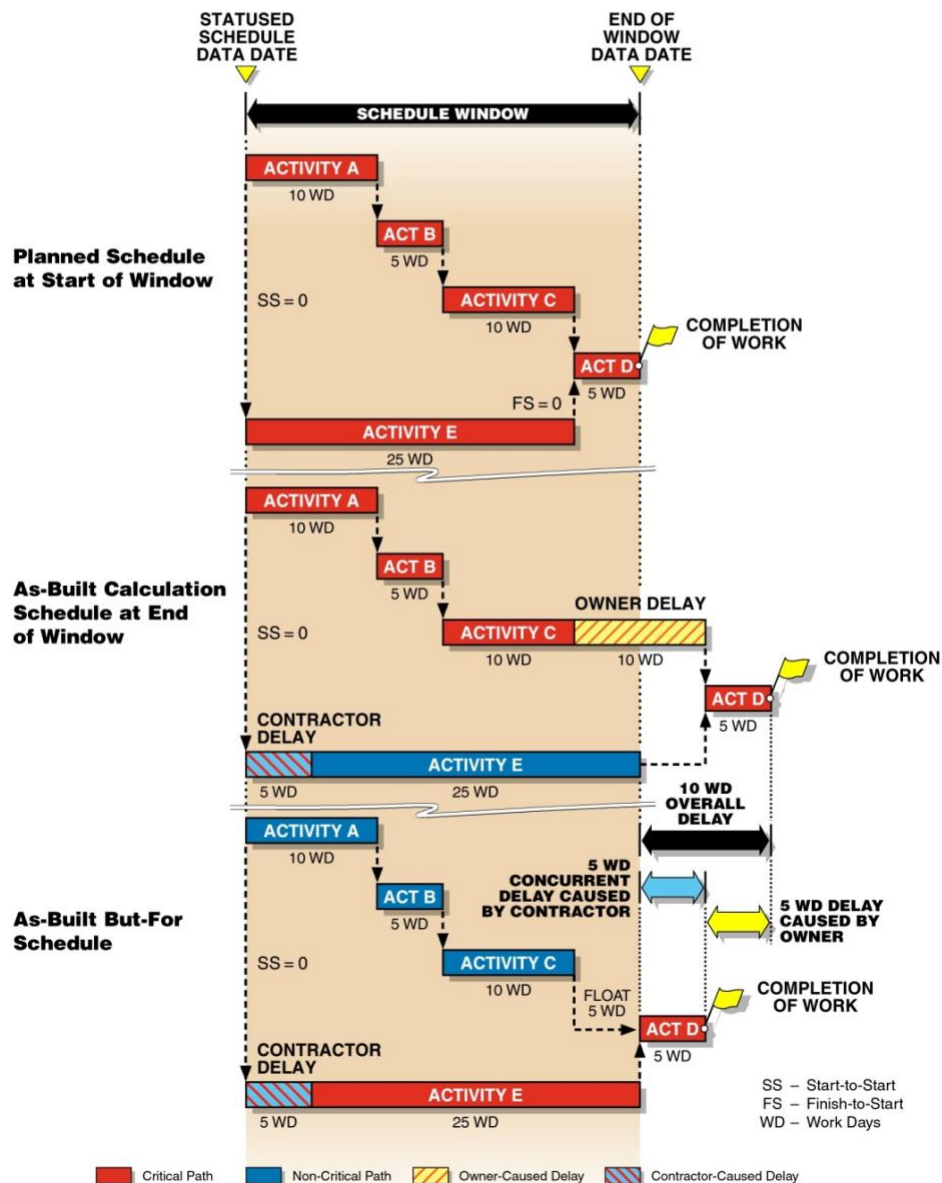 STATUSED
SCHEDULE
DATA DATE
END OF
WINDOW
DATA DATE
SCHEDULE WINDOW
ACTIVITY A
10 WD
ACT B
5 WD
Planned Schedule
at Start of Window
SS = 0
ACTIVITY C
10 WD
COMPLETION
OF WORK
ACT D
5 WD
FS = 0
ACTIVITY E
25 WD
ACTIVITY A
10 WD
ACT B
5 WD
As-Built Calculation
Schedule at End
of Window
OWNER DELAY
SS = 0
ACTIVITY C
10 WD
10 WD
COMPLETION
OF WORK
ACT D
5 WD
CONTRACTOR
DELAY
ACTIVITY E
5 WD
25 WD
10 WD
OVERALL
DELAY
ACTIVITY A
10 WD
5 WD
CONCURRENT
DELAY CAUSED
BY CONTRACTOR
ACT B
5 WD
5 WD DELAY
CAUSED BY
OWNER
As-Built But-For
Schedule
SS = 0
ACTIVITY C
10 WD
FLOAT
5 WD
COMPLETION
OF WORK
ACT D
5 WD
CONTRACTOR
DELAY
ACTIVITY E
5 WD
25 WD
SS – Start-to-Start
FS – Finish-to-Start
WD – Work Days
Critical Path
Non-Critical Path
Owner-Caused Delay
Contractor-Caused Delay